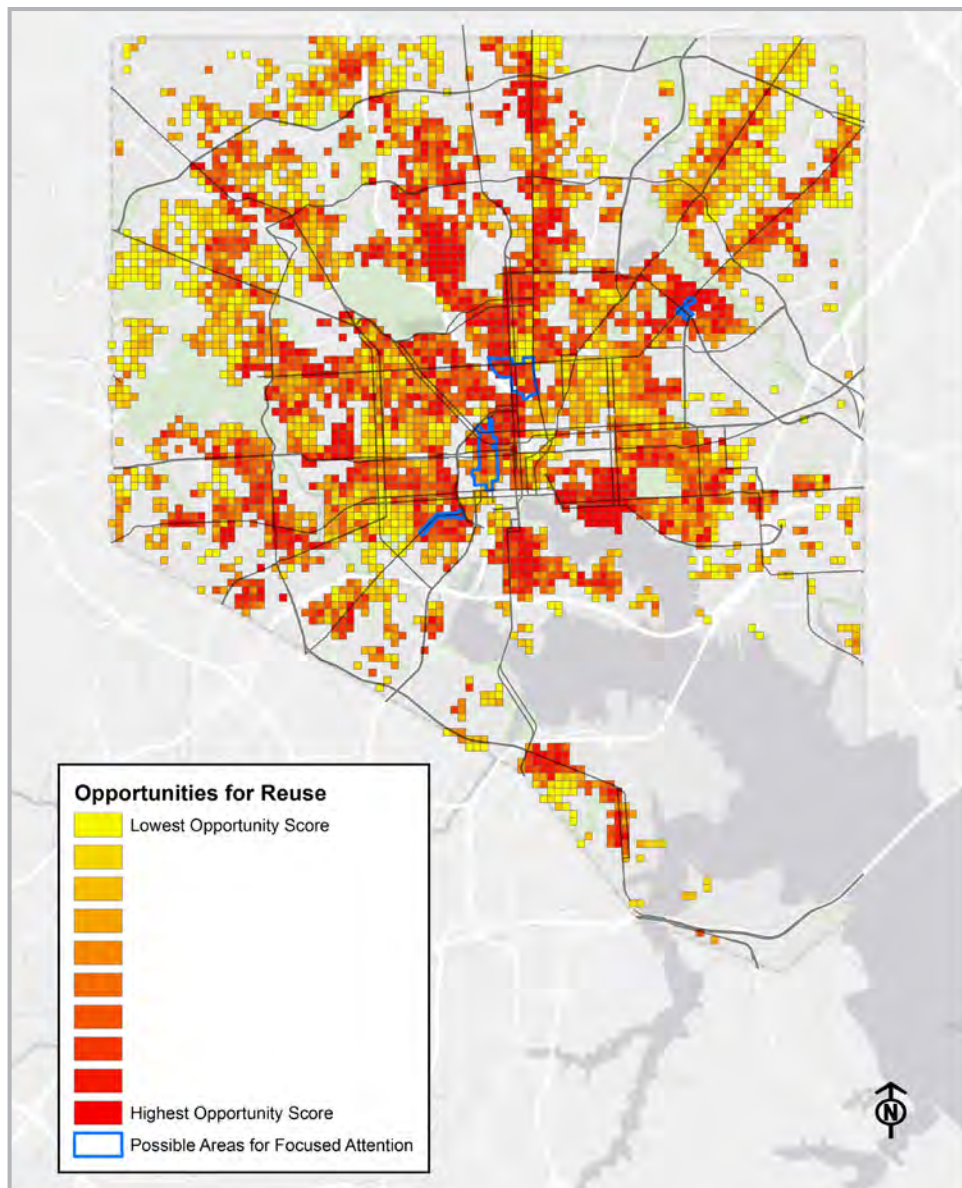 Opportunities for Reuse
Lowest Opportunity Score
Highest Opportunity Score
Possible Areas for Focused Attention
N